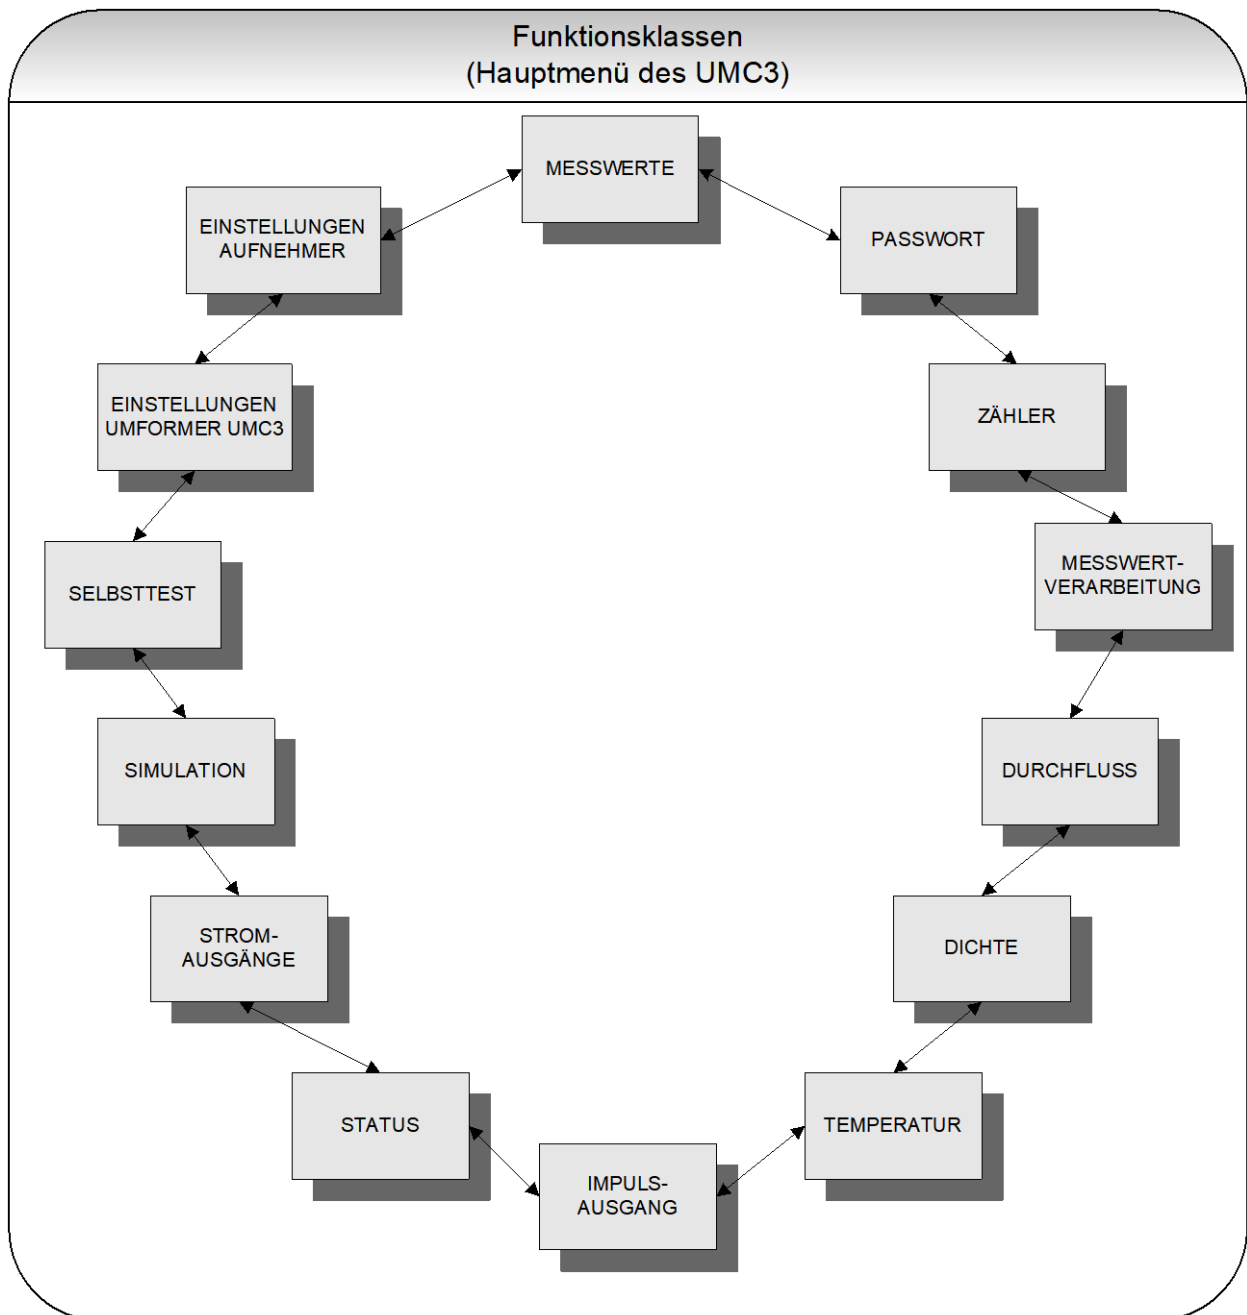 Funktionsklassen
(Hauptmenü des UMC3)
MESSWERTE
EINSTELLUNGEN
AUFNEHMER
PASSWORT
EINSTELLUNGEN
UMFORMER UMC3
ZÄHLER
SELBSTTEST
MESSWERT-
VERARBEITUNG
SIMULATION
DURCHFLUSS
STROM-
AUSGÄNGE
DICHTE
STATUS
TEMPERATUR
IMPULS-
AUSGANG